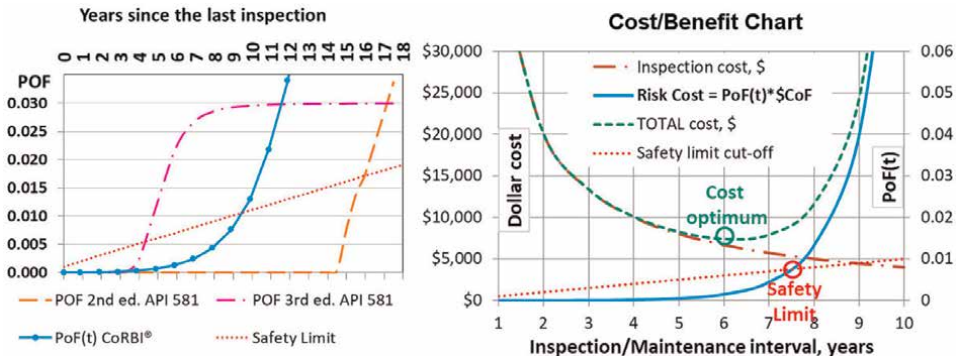 Years since the last inspection
0 1 2 3 4 5 6 7 8 9 10 11 12 13 14 15 16 17 18
POF
0.030
0.025
0.020
0.015
0.010
0.005
0.000
POF 2nd ed. API 581
POF 3rd ed. API 581
PoF(t) CoRBI®
Safety Limit
Cost/Benefit Chart
$30,000
$25,000
$20,000
$15,000
$10,000
$5,000
$0
Dollar cost
Inspection cost, $
Risk Cost = PoF(t)*$CoF
TOTAL cost, $
Safety limit cut-off
Cost
optimum
Safety
Limit
PoF(t)
0.06
0.05
0.04
0.03
0.02
0.01
0
1 2 3 4 5 6 7 8 9 10
Inspection/Maintenance interval, years